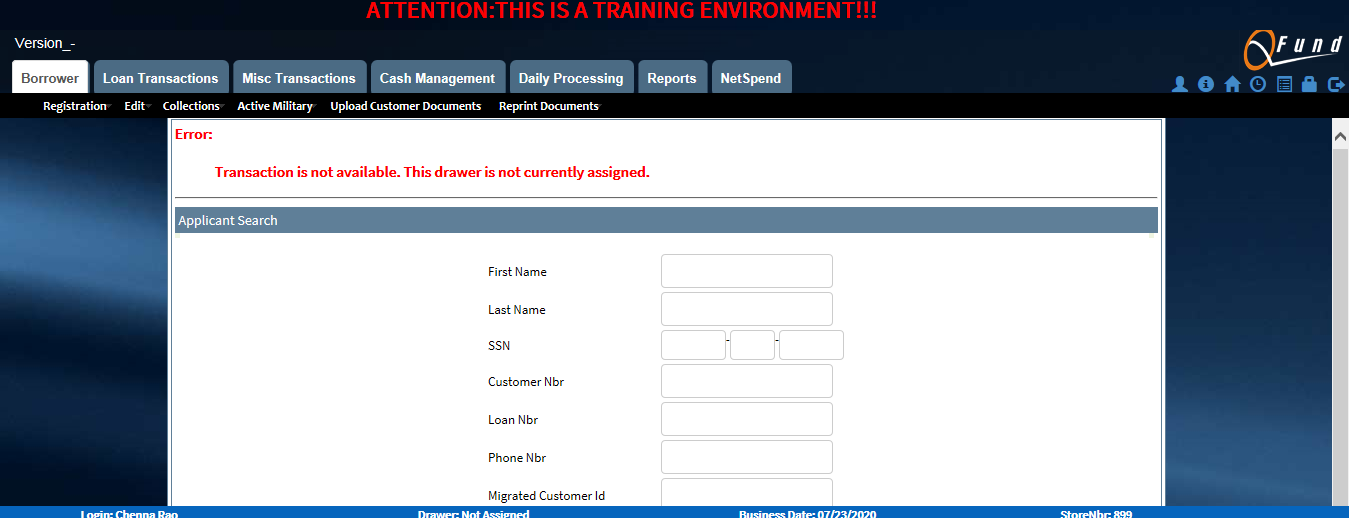 ATTENTION:THIS IS A TRAINING ENVIRONMENT!!!
Version_-
QFund
Borrower Loan Transactions Misc Transactions Cash Management Daily Processing Reports NetSpend
Registration Edit Collections Active Military Upload Customer Documents Reprint Documents
Error:
Transaction is not available. This drawer is not currently assigned.
Applicant Search
First Name
Last Name
SSN - -
Customer Nbr
Loan Nbr
Phone Nbr
Migrated Customer Id
Login: Chenna Rao Drawer: Not Assigned Business Date: 07/23/2020 StoreNbr: 899